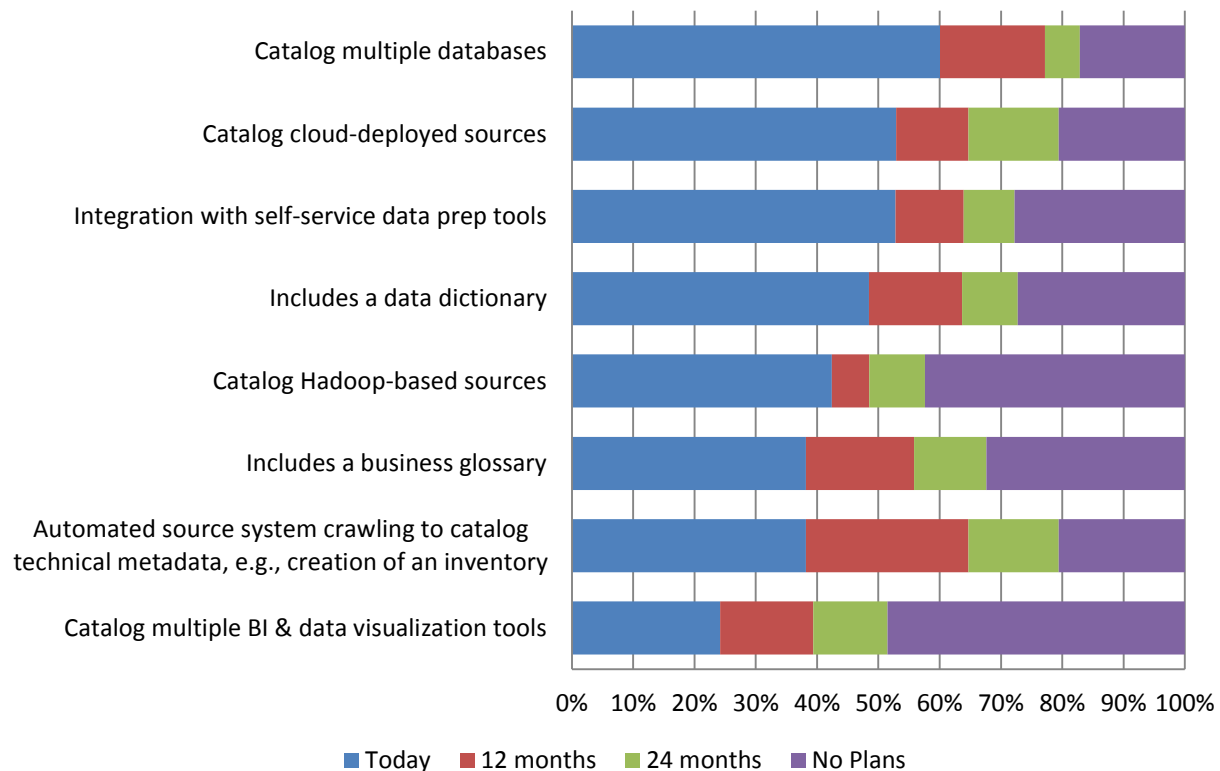 Catalog multiple databases
Catalog cloud-deployed sources
Integration with self-service data prep tools
Includes a data dictionary
Catalog Hadoop-based sources
Includes a business glossary
Automated source system crawling to catalog
technical metadata, e.g., creation of an inventory
Catalog multiple BI & data visualization tools
0% 10% 20% 30% 40% 50% 60% 70% 80% 90% 100%
Today 12 months 24 months No Plans